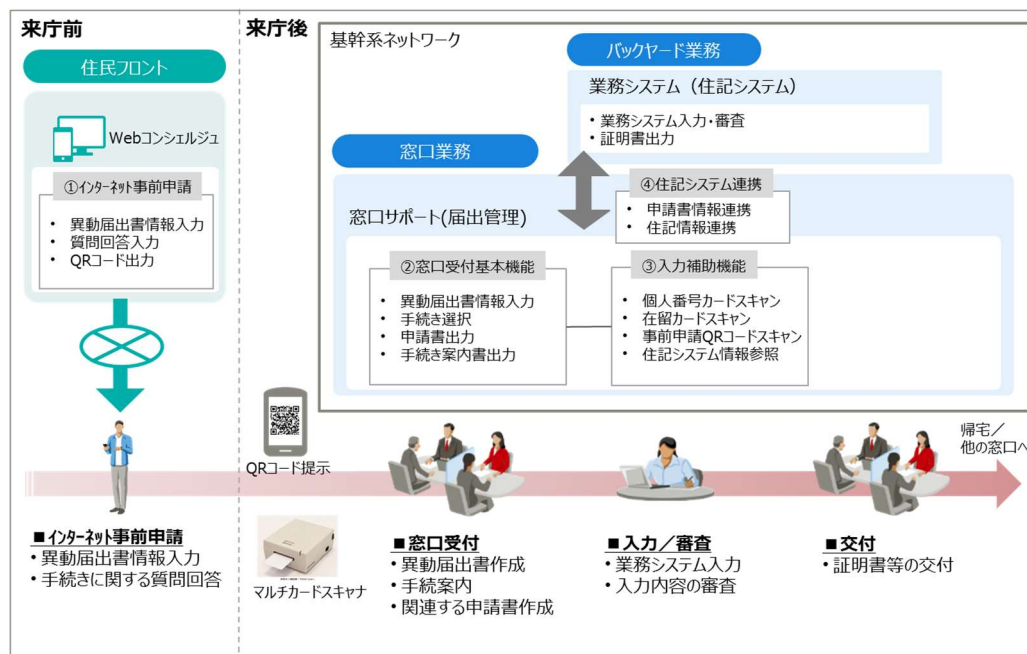 来庁前
住民フロント
Webコンシェルジュ
①インターネット事前申請
・異動届出書情報入力
・質問回答入力
・QRコード出力
来庁後
基幹系ネットワーク
バックヤード業務
業務システム（住記システム）
・業務システム入力・審査
・証明書出力
窓口業務
④住記システム連携
・申請書情報連携
・住記情報連携
窓口サポート(届出管理)
②窓口受付基本機能
・異動届出書情報入力
・手続き選択
・申請書出力
・手続き案内書出力
③入力補助機能
・個人番号カードスキャン
・在留カードスキャン
・事前申請QRコードスキャン
・住記システム情報参照
QRコード提示
帰宅／
他の窓口へ
■インターネット事前申請
・異動届出書情報入力
・手続きに関する質問回答
マルチカードスキャナ
■窓口受付
・異動届出書作成
・手続案内
・関連する申請書作成
■入力／審査
・業務システム入力
・入力内容の審査
■交付
・証明書等の交付